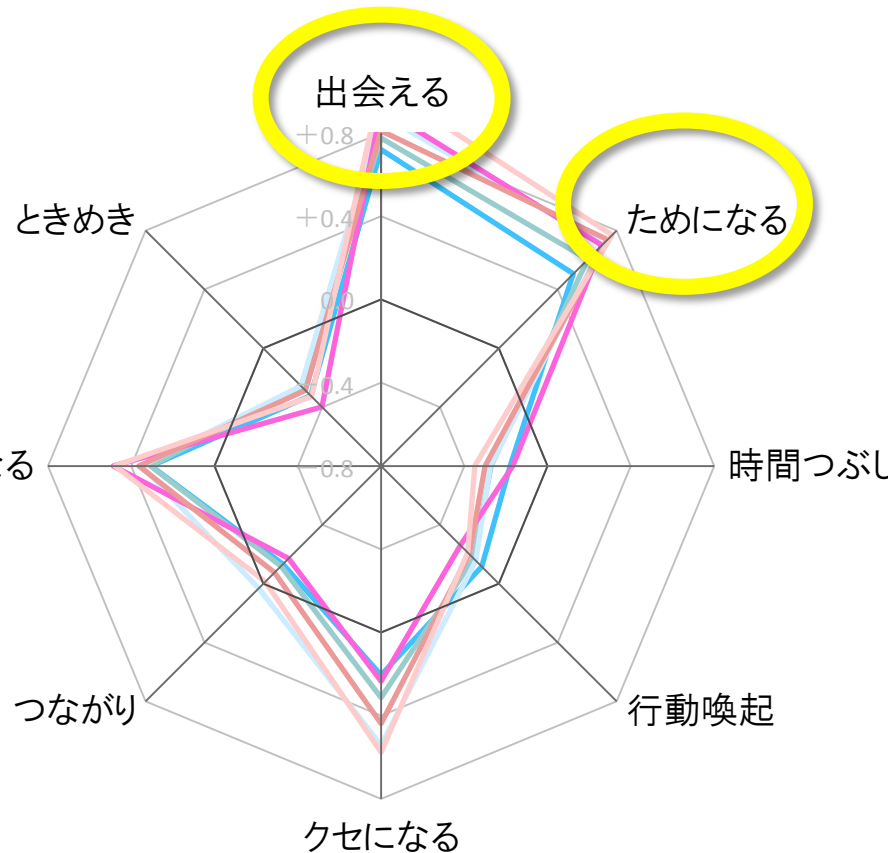 出会える
+0.8
ときめき
ためになる
+0.4
0.0
-0.4
-0.8
時間つぶし
つながり
行動喚起
クセになる